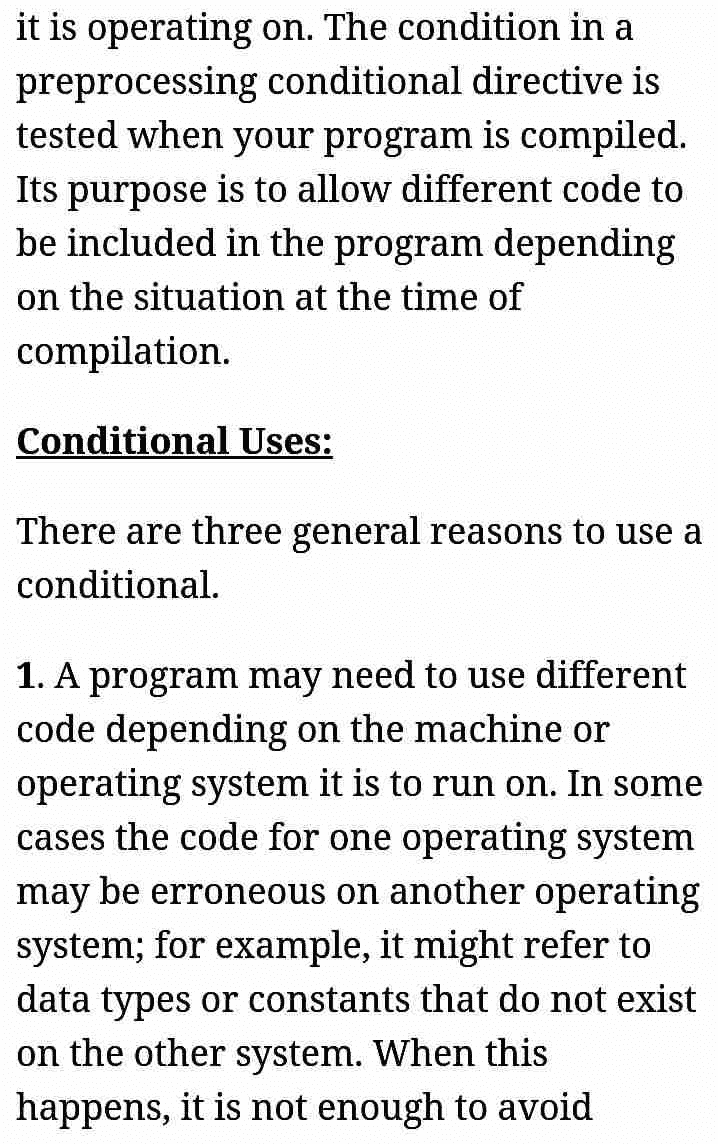 it is operating on. The condition in a
preprocessing conditional directive is
tested when your program is compiled.
Its purpose is to allow different code to
be included in the program depending
on the situation at the time of
compilation.
Conditional Uses:
There are three general reasons to use a
conditional.
1. A program may need to use different
code depending on the machine or
operating system it is to run on. In some
cases the code for one operating system
may be erroneous on another operating
system; for example, it might refer to
data types or constants that do not exist
on the other system. When this
happens, it is not enough to avoid